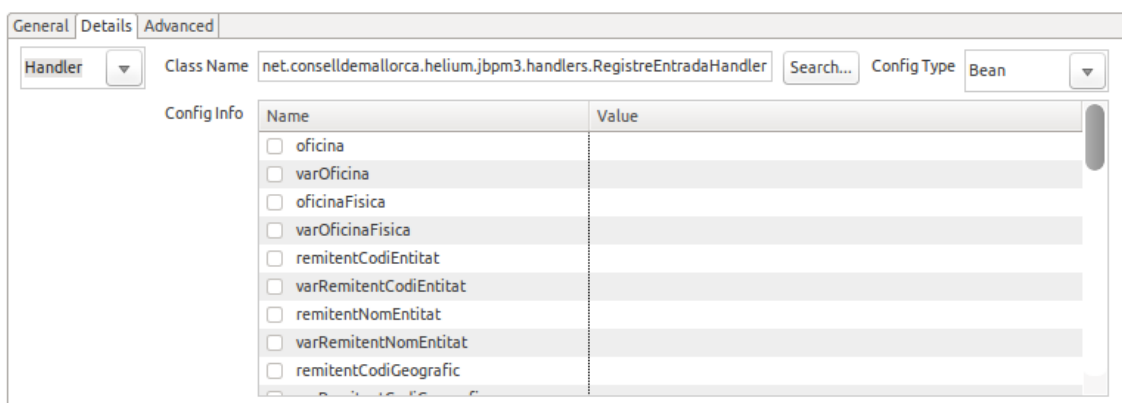 General Details Advanced
Handler Class Name net.conselldemallorca.helium.jbpm3.handlers.RegistreEntradaHandler Search... Config Type Bean
Config Info Name Value
oficina
varOficina
oficinaFisica
varOficinaFisica
remitentCodiEntitat
varRemitentCodiEntitat
remitentNomEntitat
varRemitentNomEntitat
remitentCodiGeografic